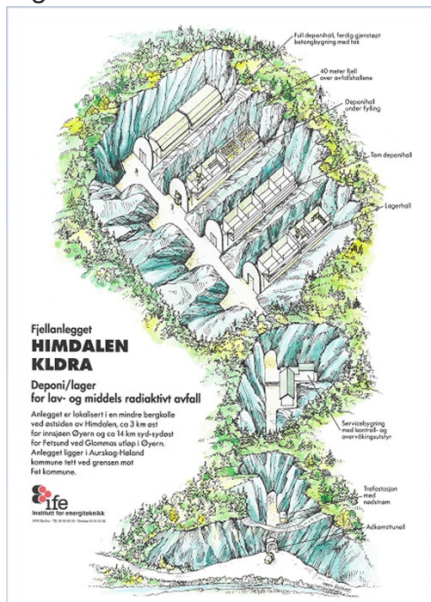 Full deponihall, ferdig gjenstøpt
betongbygning med tak
40 meter fjell
over avfallshallene
Deponihall
under fylling
Tom deponihall
Lagerhall
Fjellanlegget
HIMDALEN
KLDRA
Deponi/lager
for lav- og middels radiaktivt avfall
Anlegget er lokalisert i en mindre bergkolle
ved østsiden av Himdalen, ca 3 km øst
for innsjøen Øyern og ca 14 km syd-sydøst
for Fetsund ved Glommas utløp i Øyern.
Anlegget ligger i Aurskog-Høland
kommune tett ved grensen mot
Fet kommune.
Servicebygning
med kontroll- og
overvåkingsutstyr
Trafostasjon
med
nødstrøm
Adkomsttunell
ife
Institutt for energiteknikk